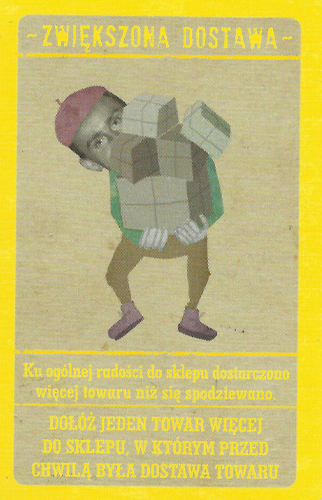 ~ZWIĘKSZONA DOSTAWA~
Ku ogólnej radości do sklepu dostarczono
więcej towaru niż się spodziewano.
DOŁÓŻ JEDEN TOWAR WIĘCEJ
DO SKLEPU, W KTÓRYM PRZED
CHWILĄ BYŁA DOSTAWA TOWARU